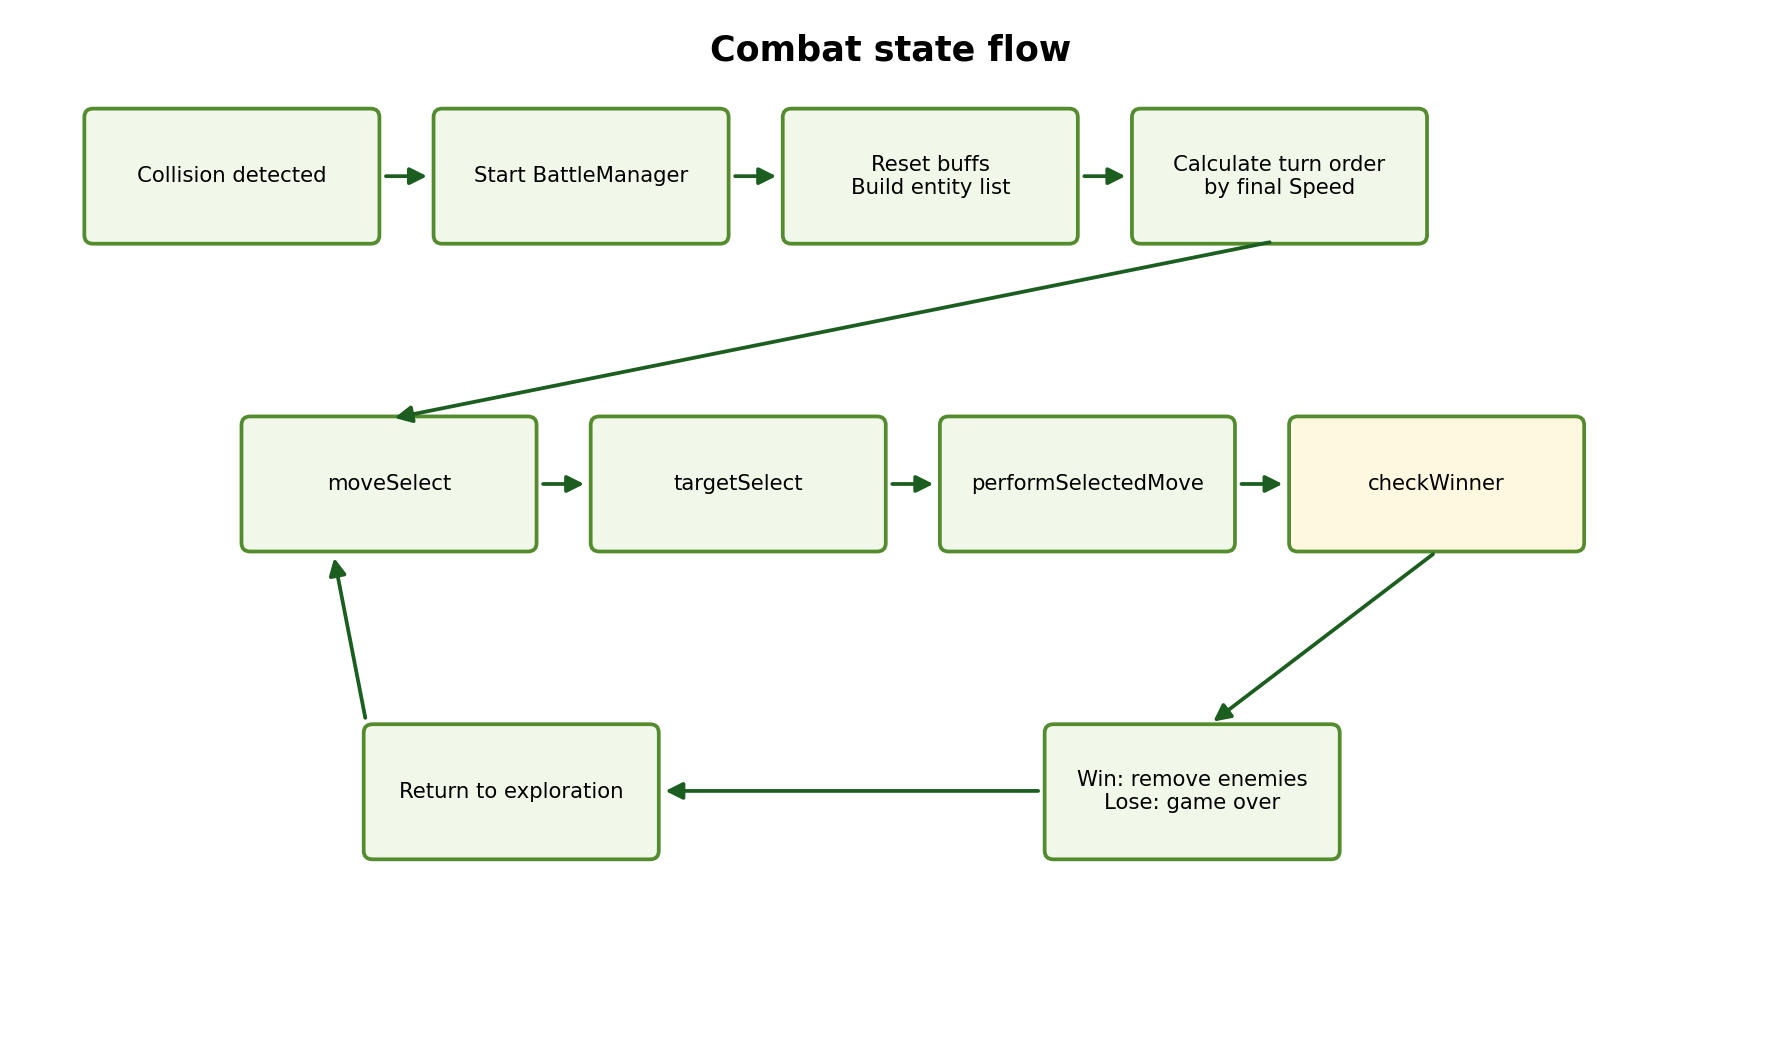 Combat state flow
Collision detected
Start BattleManager
Reset buffs
Build entity list
Calculate turn order
by final Speed
moveSelect
targetSelect
performSelectedMove
checkWinner
Return to exploration
Win: remove enemies
Lose: game over